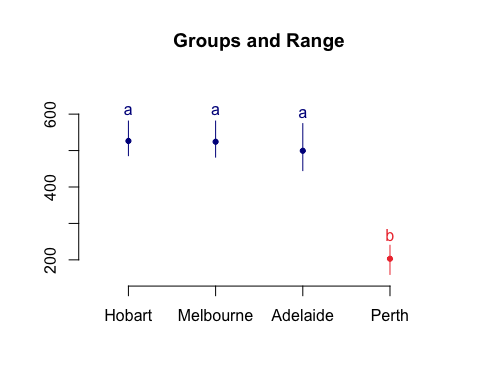 Groups and Range
a a a
600
b
400
200
Hobart Melbourne Adelaide Perth